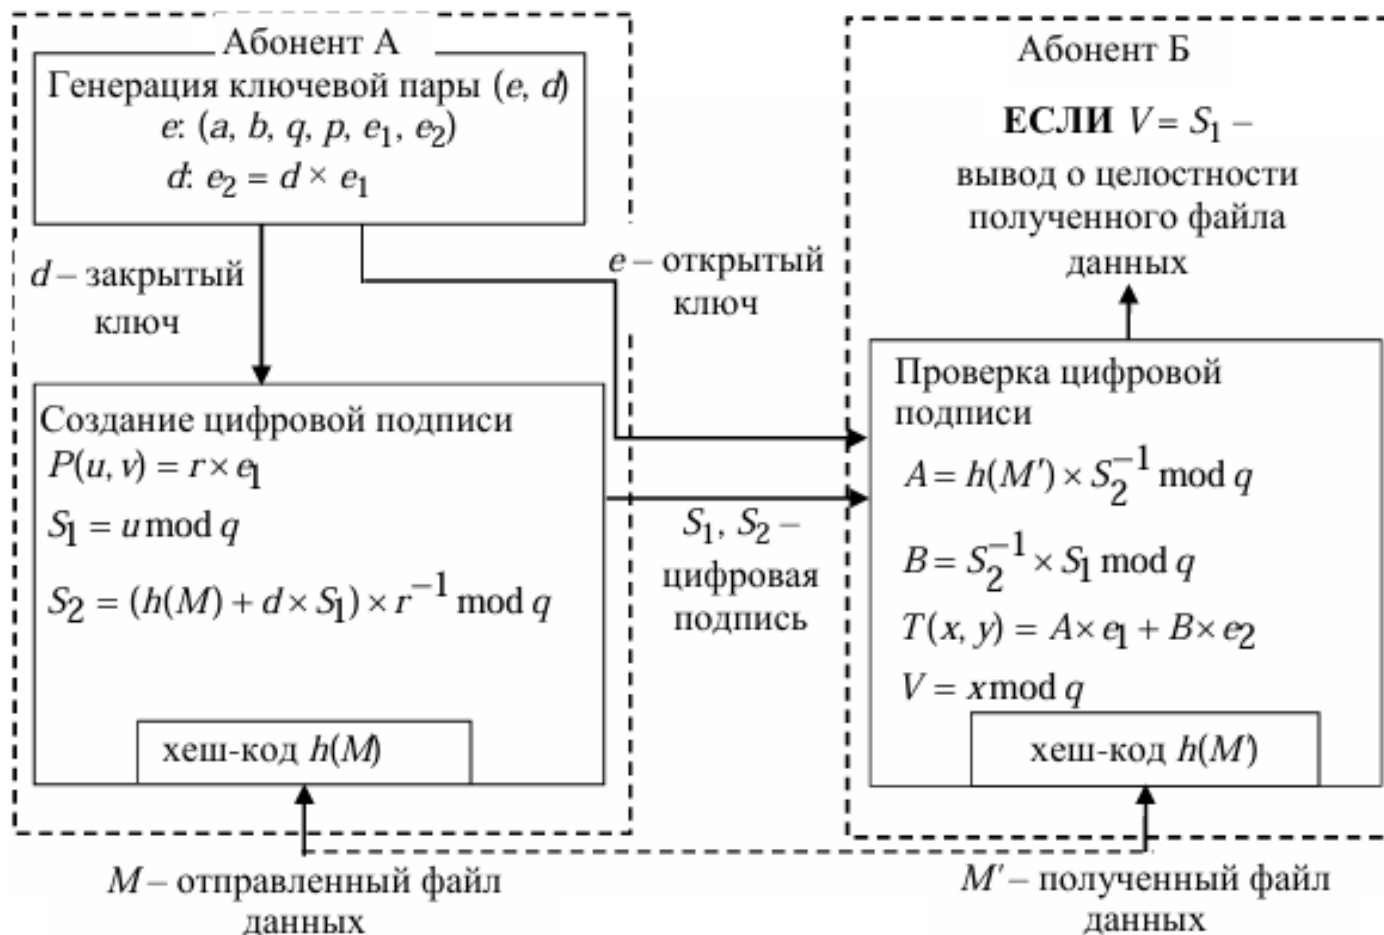 Абонент А
Генерация ключевой пары (e, d)
e: (a, b, q, p, e₁, e₂)
d: e₂ = d × e₁
d – закрытый
ключ
e – открытый
ключ
Создание цифровой подписи
P(u, v) = r × e₁
S₁ = u mod q
S₂ = (h(M) + d × S₁) × r⁻¹ mod q
хеш-код h(M)
M – отправленный файл
данных
S₁, S₂ –
цифровая
подпись
Абонент Б
ЕСЛИ V = S₁ –
вывод о целостности
полученного файла
данных
Проверка цифровой
подписи
A = h(M′) × S₂⁻¹ mod q
B = S₂⁻¹ × S₁ mod q
T(x, y) = A × e₁ + B × e₂
V = x mod q
хеш-код h(M′)
M′ – полученный файл
данных